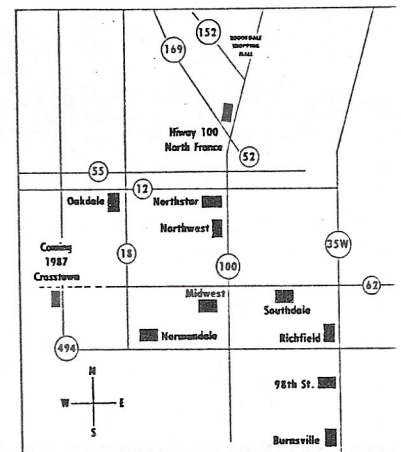 152
169
BROOKDALE
SHOPPING
MALL
Hiway 100
North France
52
55
12
Oakdale
Northstar
Northwest
Coming
1987
Crosstown
18
100
35W
62
Midwest
Southdale
Normandale
Richfield
494
N
W
E
S
98th St.
Burnsville